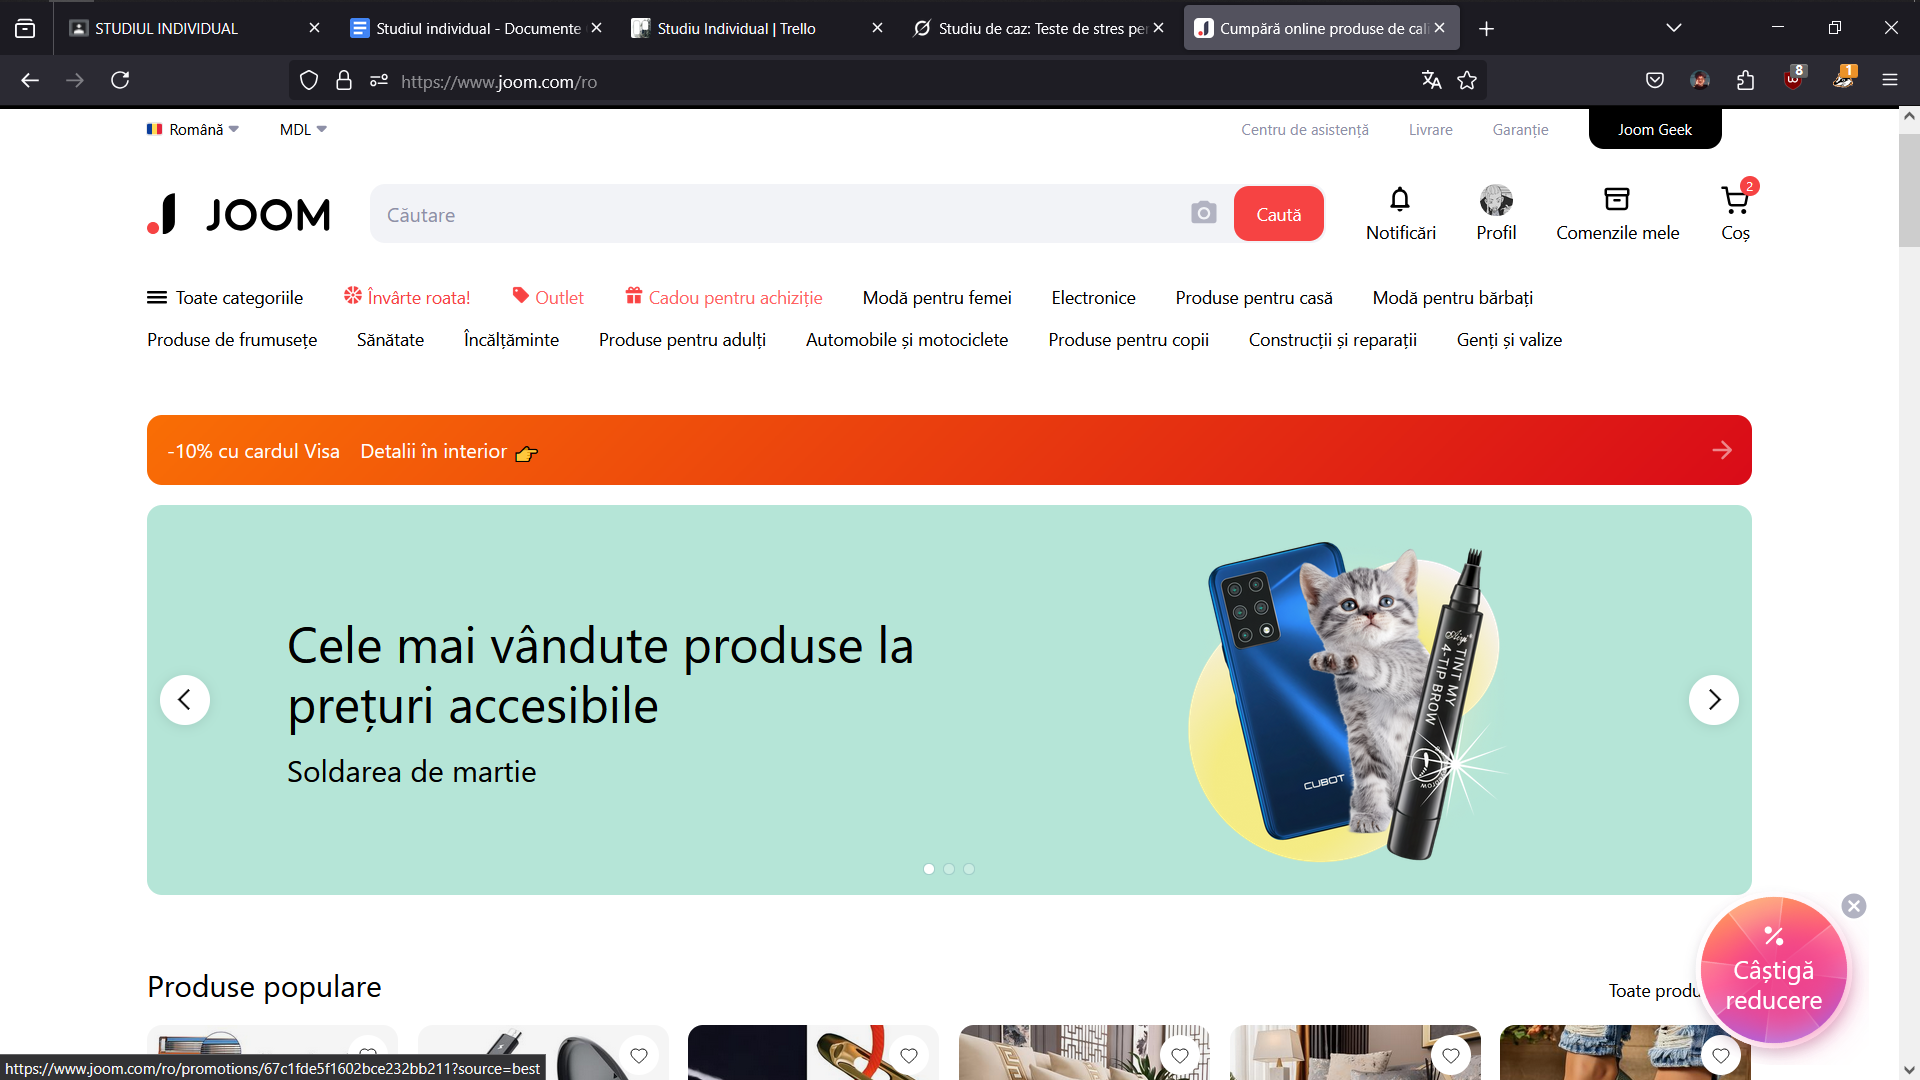 STUDIUL INDIVIDUAL
Studiul individual - Documente
Studiu Individual | Trello
Studiu de caz: Teste de stres per
Cumpără online produse de cali
https://www.joom.com/ro
8
1
Română
MDL
Centru de asistență
Livrare
Garanție
Joom Geek
JOOM
Căutare
Caută
Notificări
Profil
Comenzile mele
2
Coș
Toate categoriile
Învârte roata!
Outlet
Cadou pentru achiziție
Modă pentru femei
Electronice
Produse pentru casă
Modă pentru bărbați
Produse de frumusețe
Sănătate
Încălțăminte
Produse pentru adulți
Automobile și motociclete
Produse pentru copii
Construcții și reparații
Genți și valize
-10% cu cardul Visa
Detalii în interior
Cele mai vândute produse la
prețuri accesibile
Soldarea de martie
CUBOT
TINT MY
4-TIP BROW
Produse populare
Toate produ
%
Câștigă
reducere
https://www.joom.com/ro/promotions/67c1fde5f1602bce232bb211?source=best